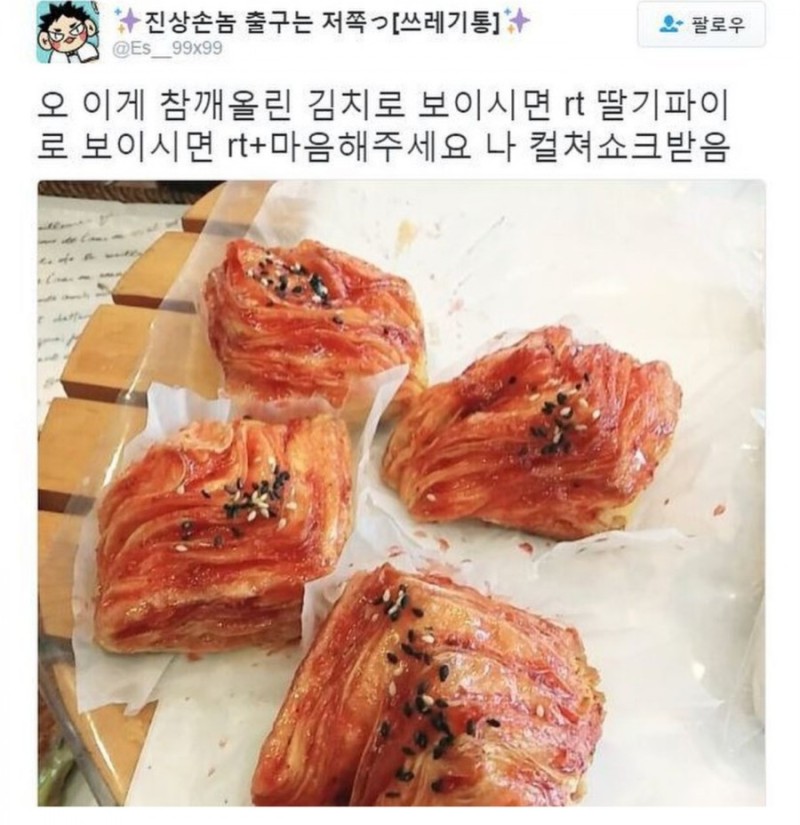 진상손놈 출구는 저쪽っ[쓰레기통]
@Es__99x99
팔로우
오 이게 참깨올린 김치로 보이시면 rt 딸기파이
로 보이시면 rt+마음해주세요 나 컬쳐쇼크받음